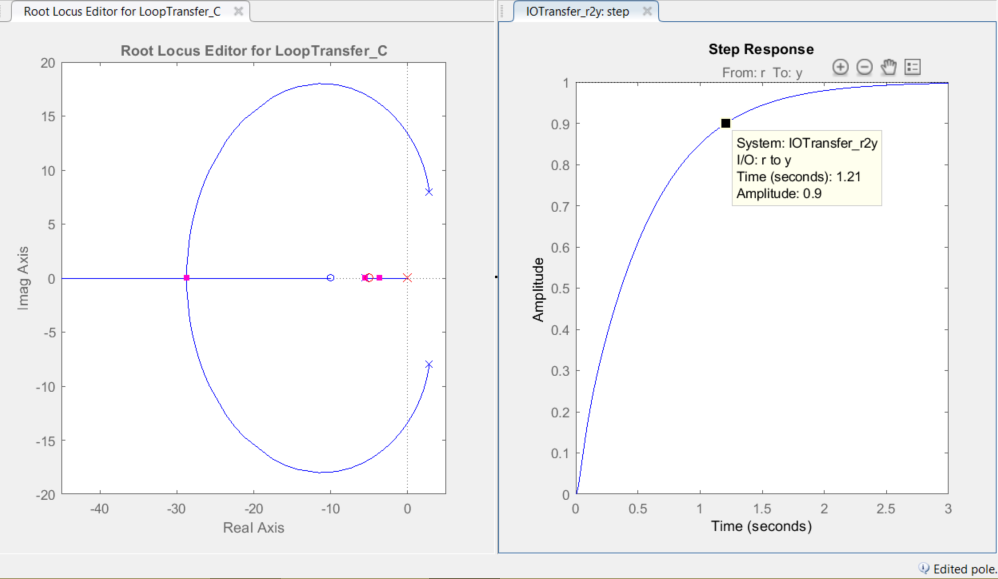 Root Locus Editor for LoopTransfer_C
IOTransfer_r2y: step
Root Locus Editor for LoopTransfer_C
20
15
10
5
0
-5
-10
-15
-20
-40
-30
-20
-10
0
Real Axis
Imag Axis
Step Response
From: r To: y
1
0.9
0.8
0.7
0.6
0.5
0.4
0.3
0.2
0.1
0
System: IOTransfer_r2y
I/O: r to y
Time (seconds): 1.21
Amplitude: 0.9
0
0.5
1
1.5
2
2.5
3
Time (seconds)
Amplitude
Edited pole.